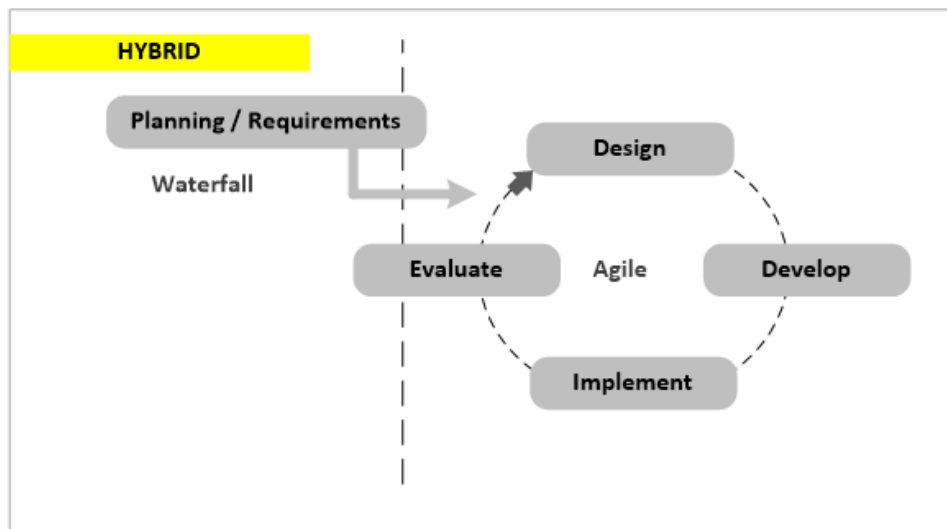 HYBRID
Planning / Requirements
Waterfall
Design
Evaluate
Agile
Develop
Implement